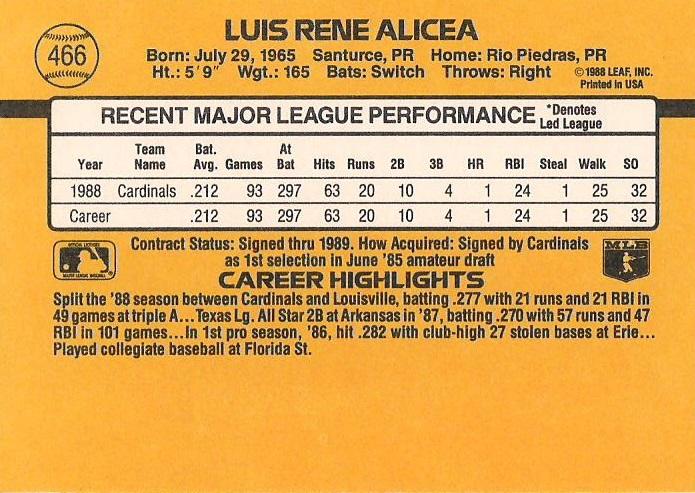 466
LUIS RENE ALICEA
Born: July 29, 1965 Santurce, PR Home: Rio Piedras, PR
Ht.: 5'9" Wgt.: 165 Bats: Switch Throws: Right ©1988 LEAF, INC.
Printed in USA
RECENT MAJOR LEAGUE PERFORMANCE *Denotes
Led League
Year Team Name Bat. Avg. Games At Bat Hits Runs 2B 3B HR RBI Steal Walk SO
1988 Cardinals .212 93 297 63 20 10 4 1 24 1 25 32
Career .212 93 297 63 20 10 4 1 24 1 25 32
OFFICIAL LICENSEE
MAJOR LEAGUE BASEBALL
Contract Status: Signed thru 1989. How Acquired: Signed by Cardinals
as 1st selection in June '85 amateur draft
MLB
CAREER HIGHLIGHTS
Split the '88 season between Cardinals and Louisville, batting .277 with 21 runs and 21 RBI in
49 games at triple A...Texas Lg. All Star 2B at Arkansas in '87, batting .270 with 57 runs and 47
RBI in 101 games...In 1st pro season, '86, hit .282 with club-high 27 stolen bases at Erie...
Played collegiate baseball at Florida St.